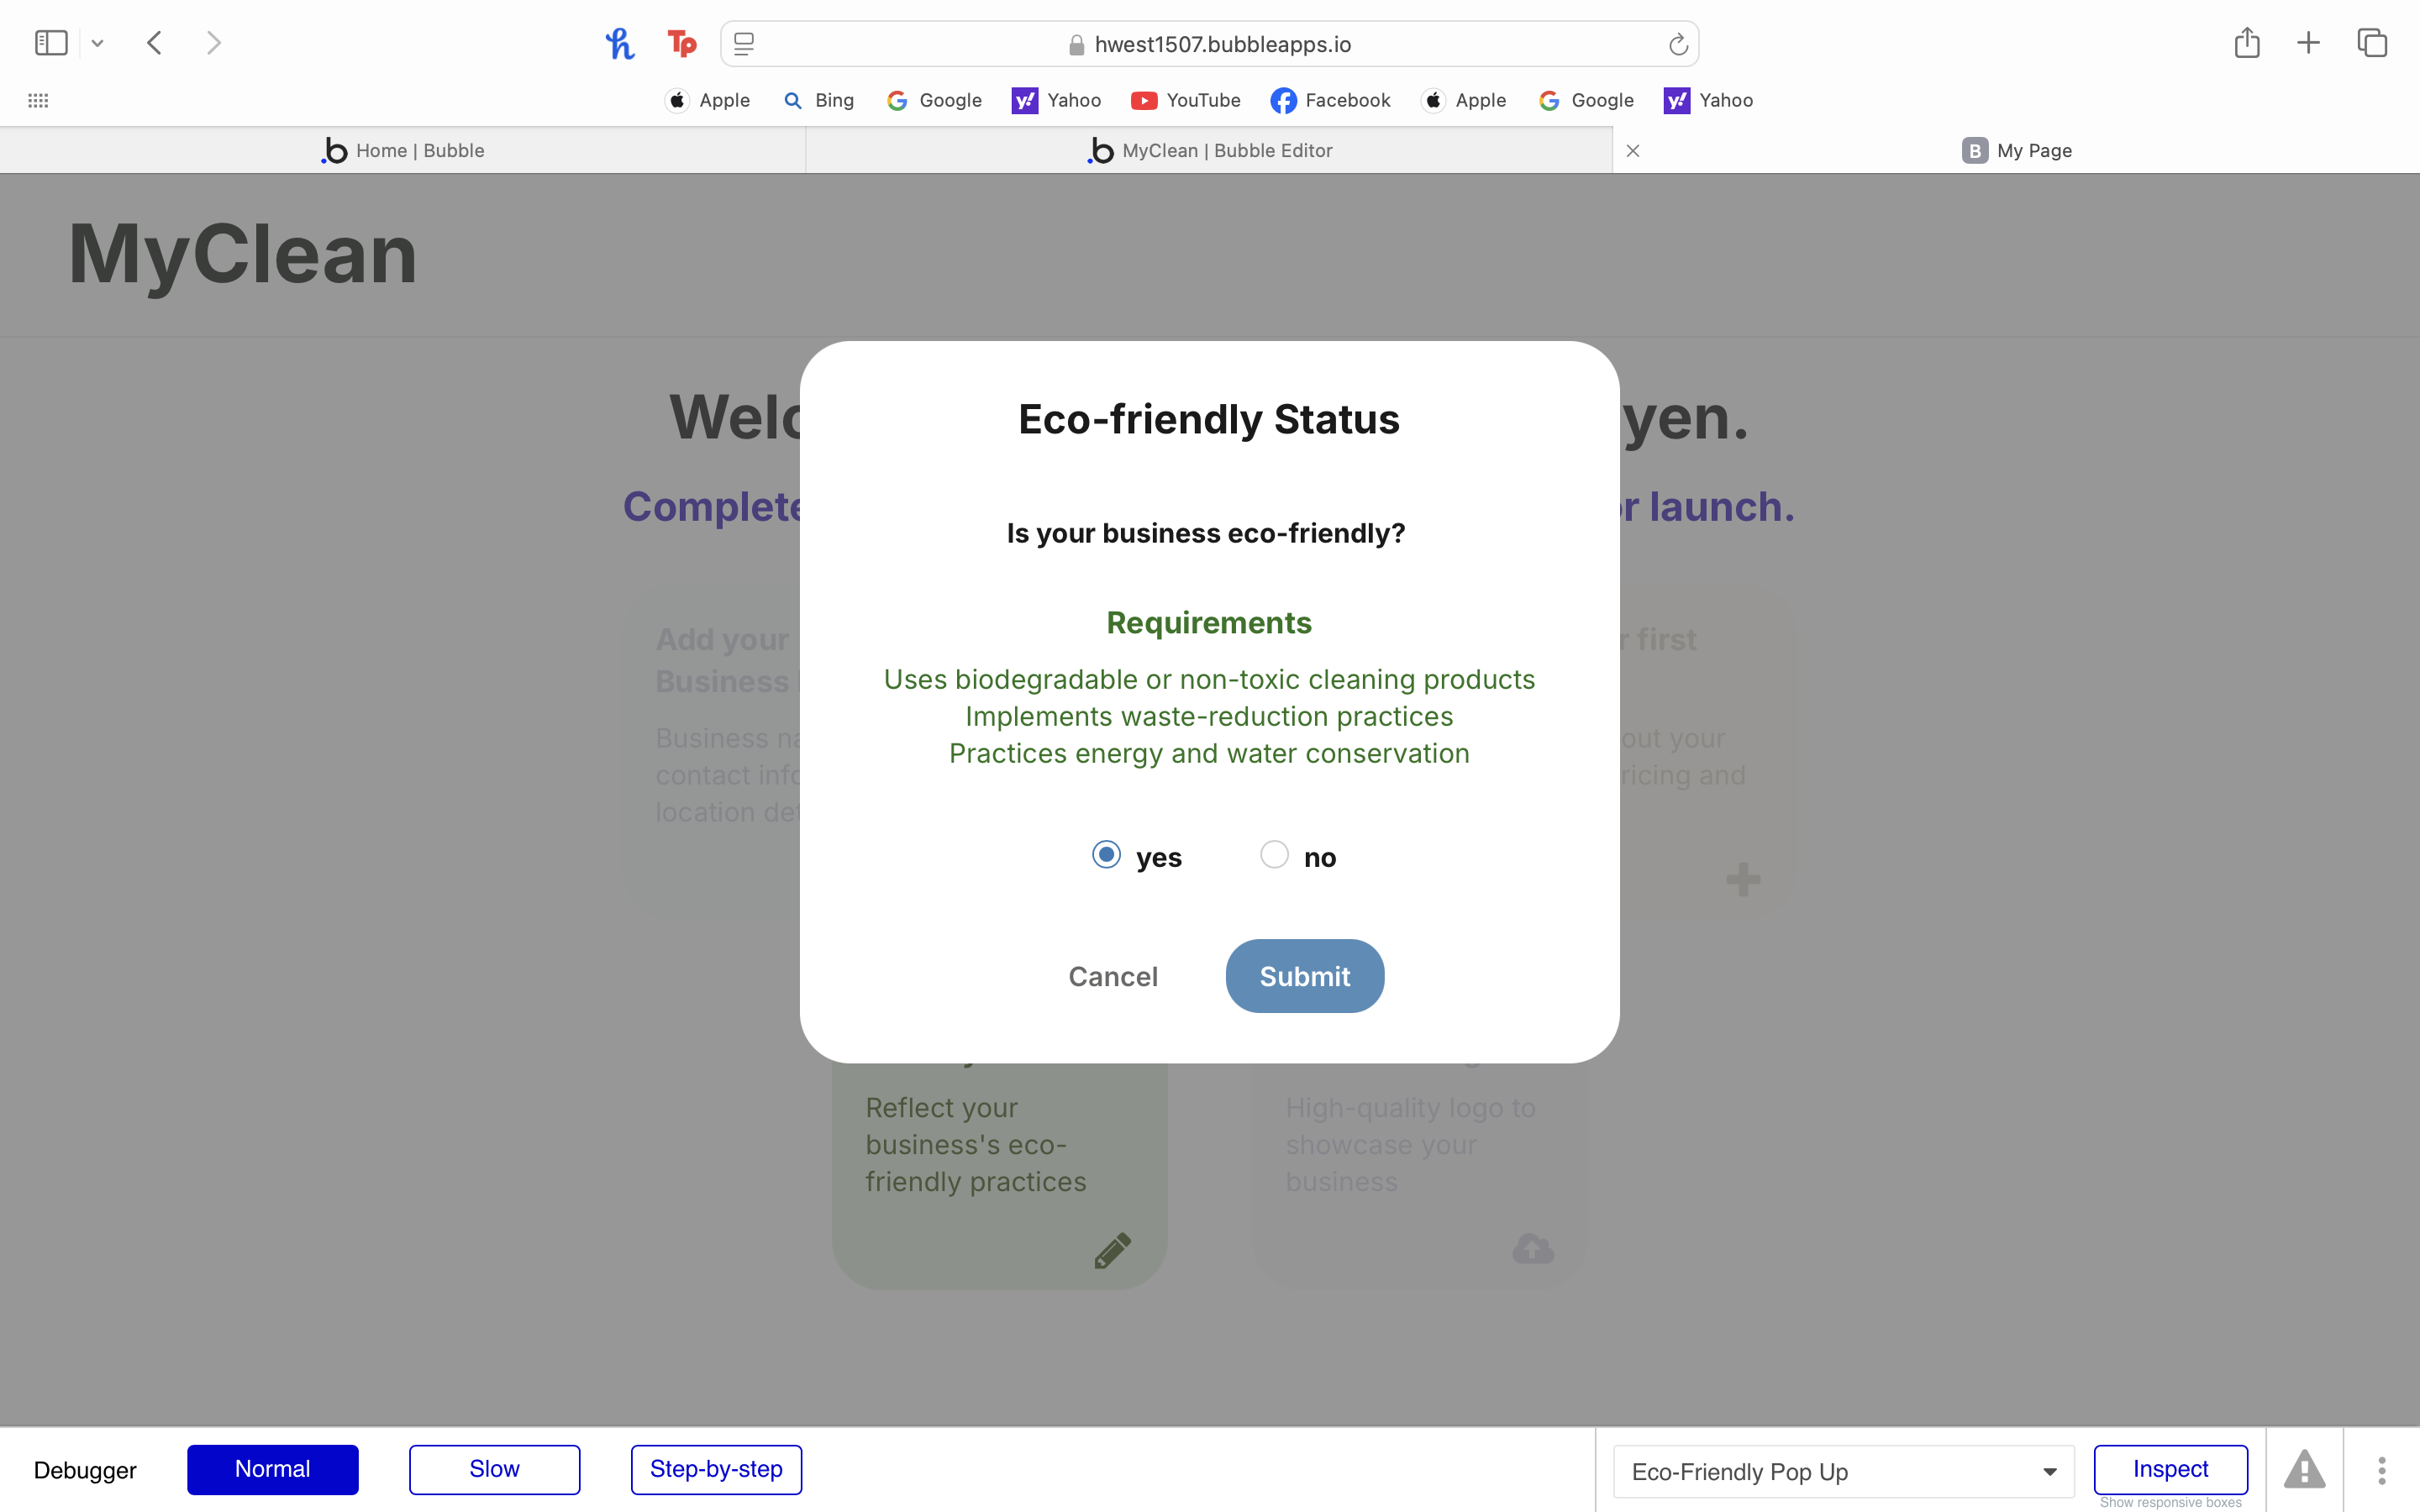 hwest1507.bubbleapps.io
Apple Bing Google Yahoo YouTube Facebook Apple Google Yahoo
Home | Bubble
MyClean | Bubble Editor
B My Page
MyClean
Welc yen.
Complete r launch.
Eco-friendly Status
Is your business eco-friendly?
Requirements
Uses biodegradable or non-toxic cleaning products
Implements waste-reduction practices
Practices energy and water conservation
yes no
Cancel Submit
Add your
Business
Business na
contact info
location det
r first
out your
ricing and
Reflect your
business's eco-
friendly practices
High-quality logo to
showcase your
business
Debugger Normal Slow Step-by-step
Eco-Friendly Pop Up
Inspect
Show responsive boxes